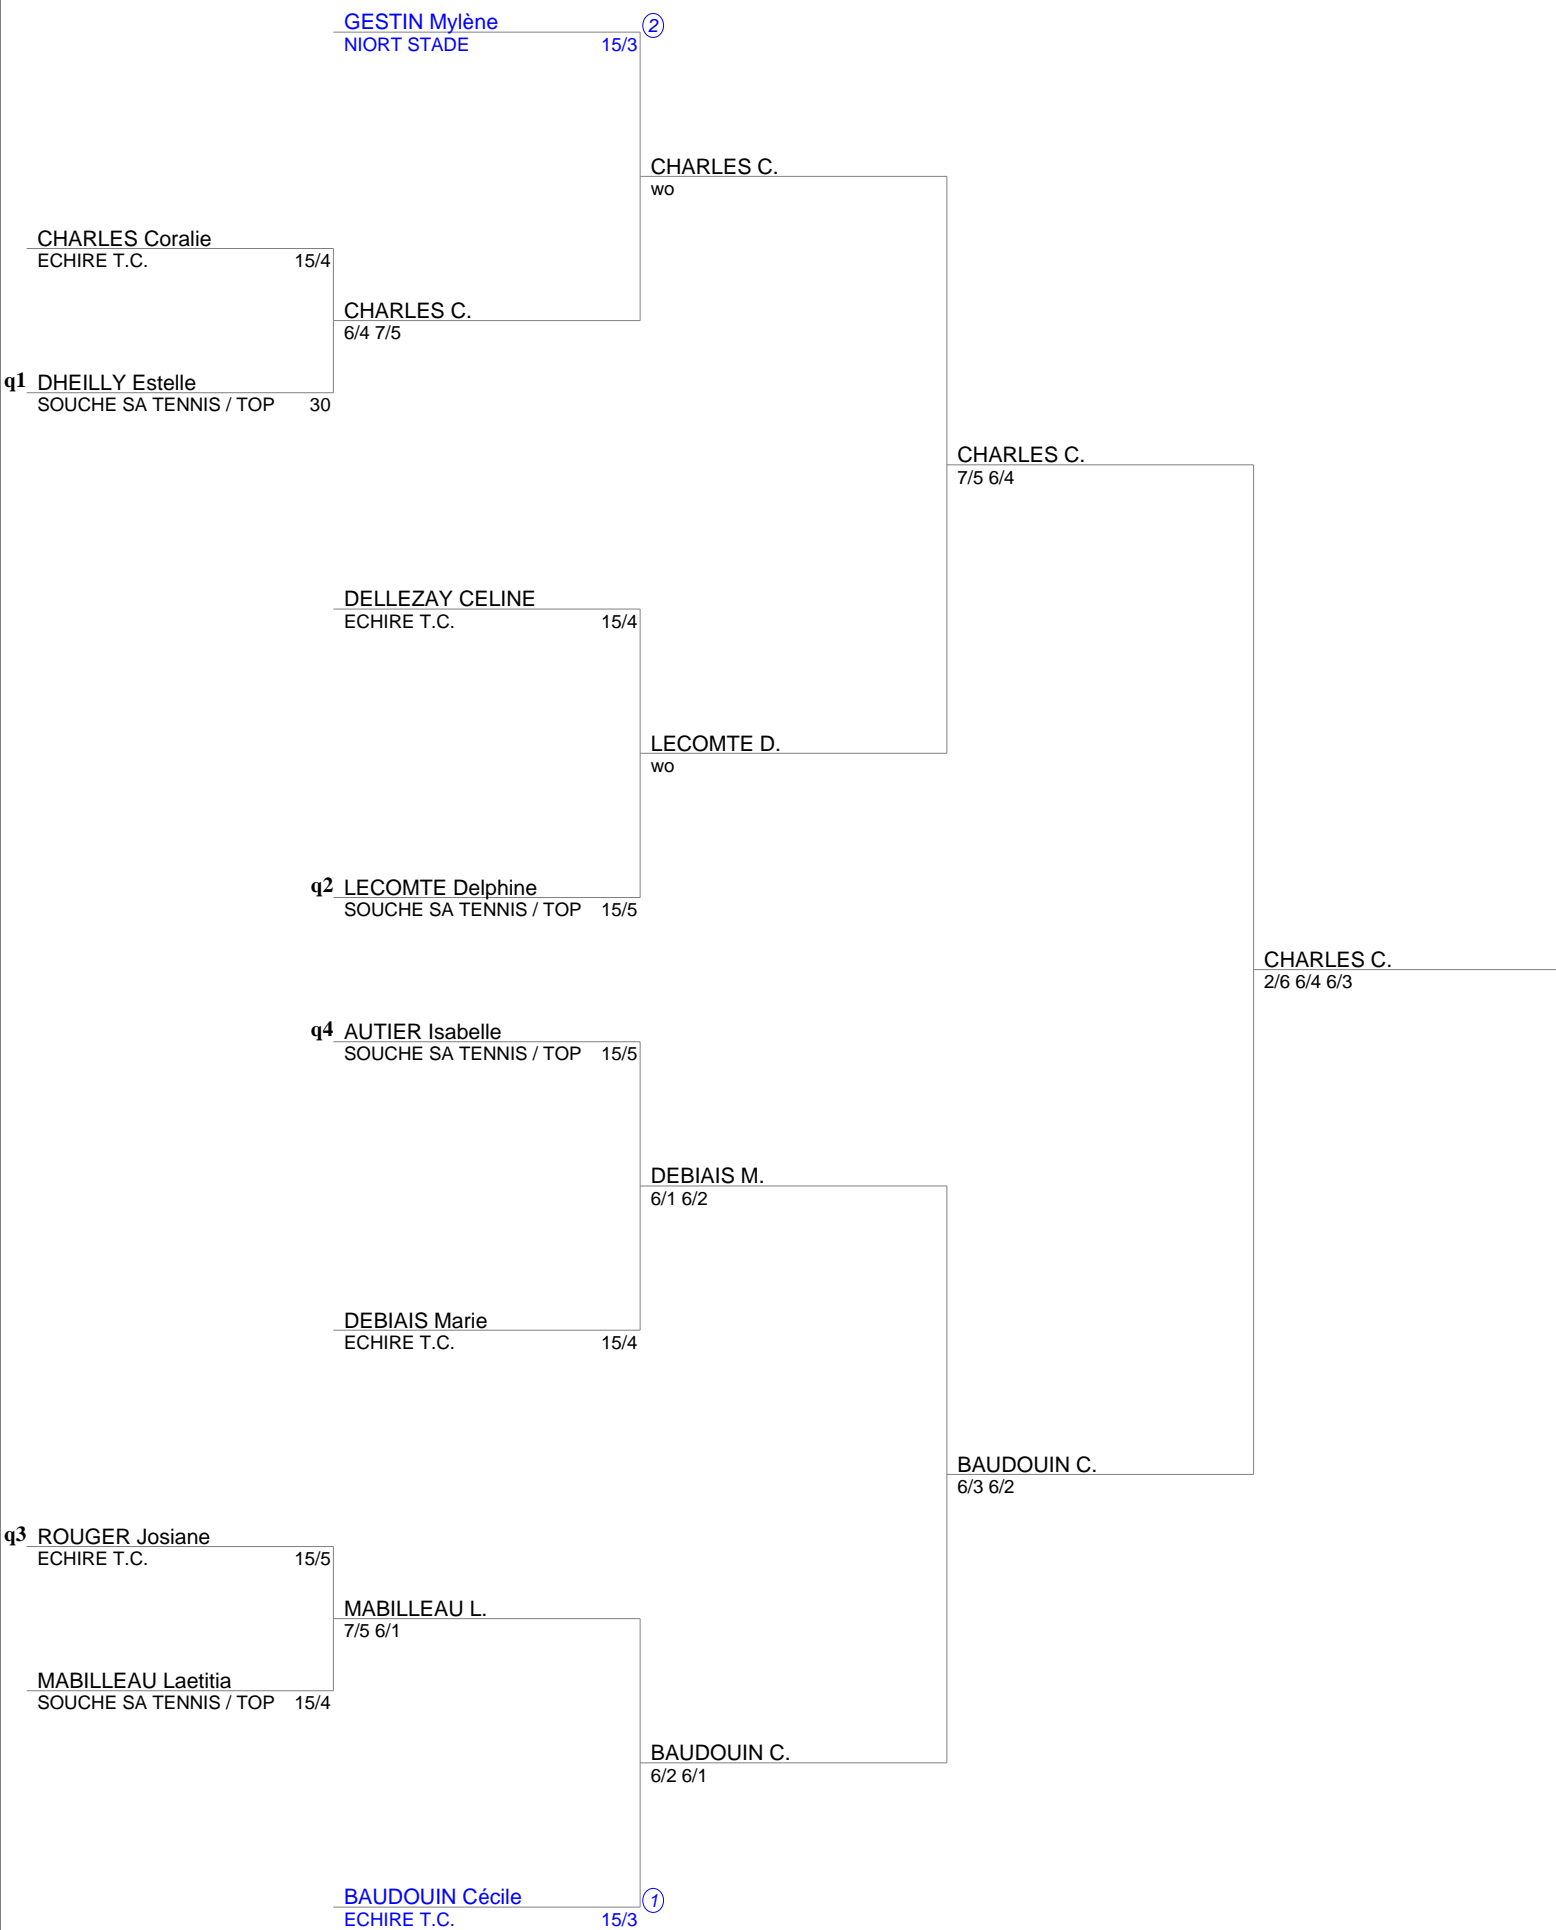 GESTIN Mylène 2
NIORT STADE 15/3
CHARLES C.
wo
CHARLES Coralie
ECHIRE T.C. 15/4
CHARLES C.
6/4 7/5
q1 DHEILLY Estelle
SOUCHE SA TENNIS / TOP 30
CHARLES C.
7/5 6/4
DELLEZAY CELINE
ECHIRE T.C. 15/4
LECOMTE D.
wo
q2 LECOMTE Delphine
SOUCHE SA TENNIS / TOP 15/5
CHARLES C.
2/6 6/4 6/3
q4 AUTIER Isabelle
SOUCHE SA TENNIS / TOP 15/5
DEBIAIS M.
6/1 6/2
DEBIAIS Marie
ECHIRE T.C. 15/4
BAUDOUIN C.
6/3 6/2
q3 ROUGER Josiane
ECHIRE T.C. 15/5
MABILLEAU L.
7/5 6/1
MABILLEAU Laetitia
SOUCHE SA TENNIS / TOP 15/4
BAUDOUIN C.
6/2 6/1
BAUDOUIN Cécile 1
ECHIRE T.C. 15/3